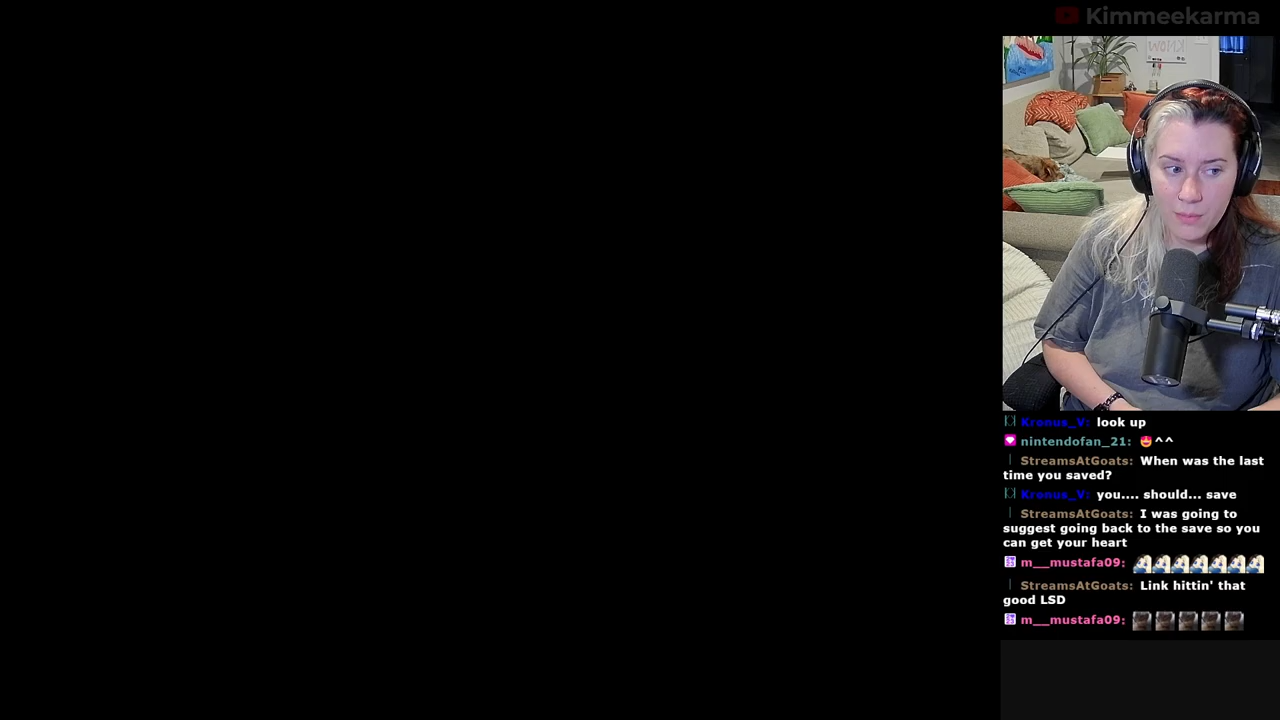 Kimmeekarma
Kronus_V: look up
nintendofan_21: 😍^^
StreamsAtGoats: When was the last
time you saved?
Kronus_V: you.... should... save
StreamsAtGoats: I was going to
suggest going back to the save so you
can get your heart
m__mustafa09:
StreamsAtGoats: Link hittin' that
good LSD
m__mustafa09: